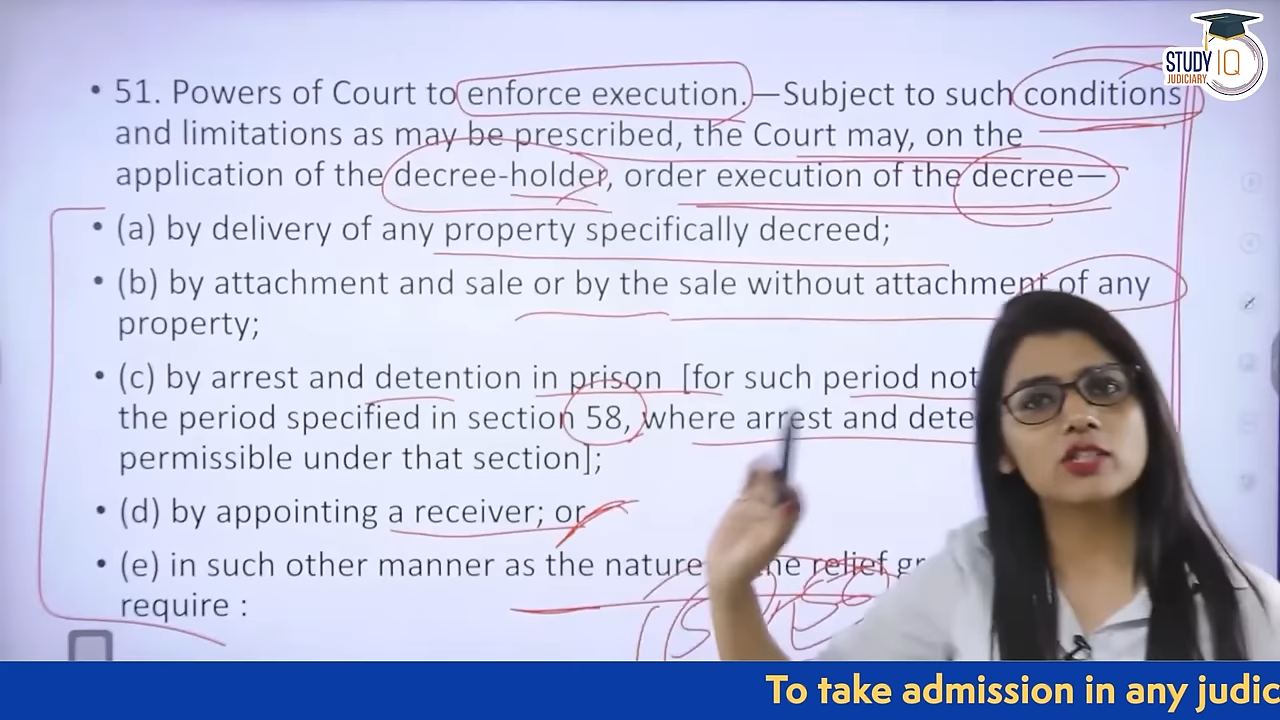 STUDY IQ
JUDICIARY
• 51. Powers of Court to enforce execution.—Subject to such conditions
and limitations as may be prescribed, the Court may, on the
application of the decree-holder, order execution of the decree—
• (a) by delivery of any property specifically decreed;
• (b) by attachment and sale or by the sale without attachment of any
property;
• (c) by arrest and detention in prison [for such period not
the period specified in section 58, where arrest and dete
permissible under that section];
• (d) by appointing a receiver; or
• (e) in such other manner as the nature he relief gr
require :
To take admission in any judic